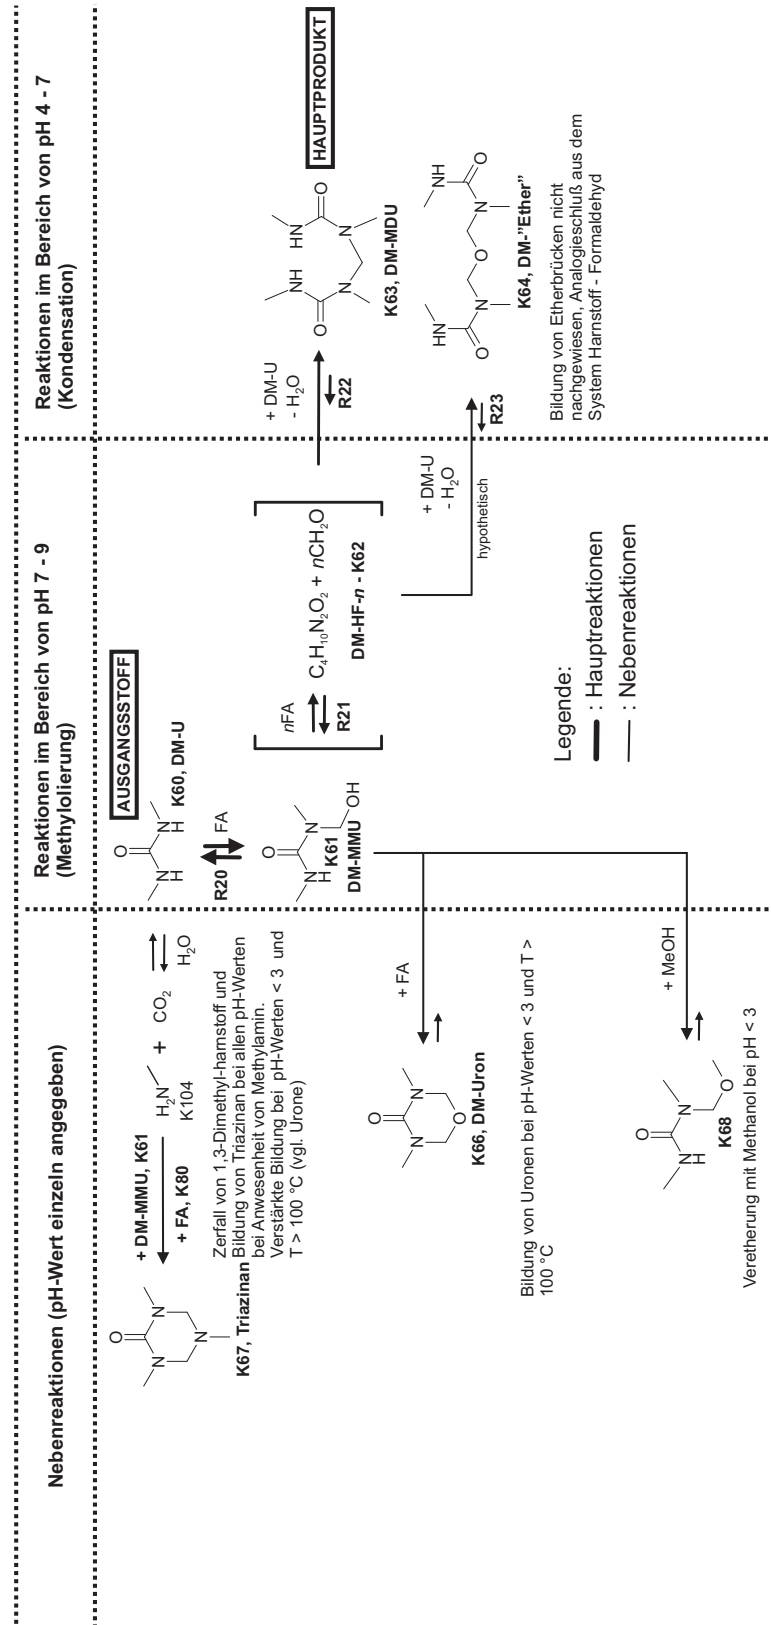 Nebenreaktionen (pH-Wert einzeln angegeben)
Reaktionen im Bereich von pH 7 - 9
(Methylolierung)
Reaktionen im Bereich von pH 4 - 7
(Kondensation)
O
N
N
N
K67, Triazinan
+ DM-MMU, K61
+ FA, K80
H₂N
K104
+
CO₂
H₂O
Zerfall von 1,3-Dimethyl-harnstoff und
Bildung von Triazinan bei allen pH-Werten
bei Anwesenheit von Methylamin.
Verstärkte Bildung bei pH-Werten < 3 und
T > 100 °C (vgl. Urone)
O
N
H
N
H
K60, DM-U
AUSGANGSSTOFF
R20
FA
O
N
H
N
OH
K61
DM-MMU
nFA
R21
C₄H₁₀N₂O₂ + nCH₂O
DM-HF-n - K62
+ DM-U
- H₂O
R22
O
NH
N
N
HN
O
K63, DM-MDU
HAUPTPRODUKT
+ DM-U
- H₂O
hypothetisch
R23
HN
O
N
O
N
NH
O
K64, DM-"Ether"
Bildung von Etherbrücken nicht
nachgewiesen, Analogieschluß aus dem
System Harnstoff - Formaldehyd
+ FA
O
N
N
O
K66, DM-Uron
Bildung von Uronen bei pH-Werten < 3 und T >
100 °C
+ MeOH
O
N
H
N
O
K68
Veretherung mit Methanol bei pH < 3
Legende:
: Hauptreaktionen
: Nebenreaktionen